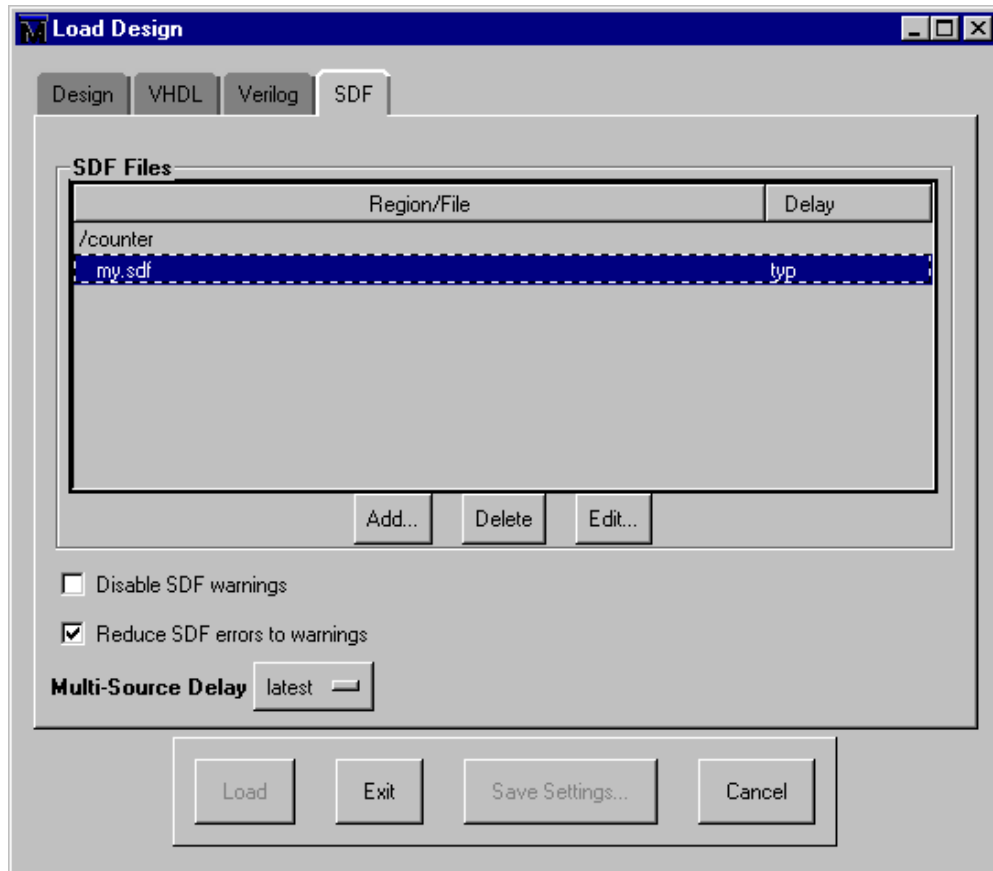 Load Design
Design VHDL Verilog SDF
SDF Files
Region/File Delay
/counter
my.sdf typ
Add... Delete Edit...
Disable SDF warnings
Reduce SDF errors to warnings
Multi-Source Delay latest
Load Exit Save Settings... Cancel